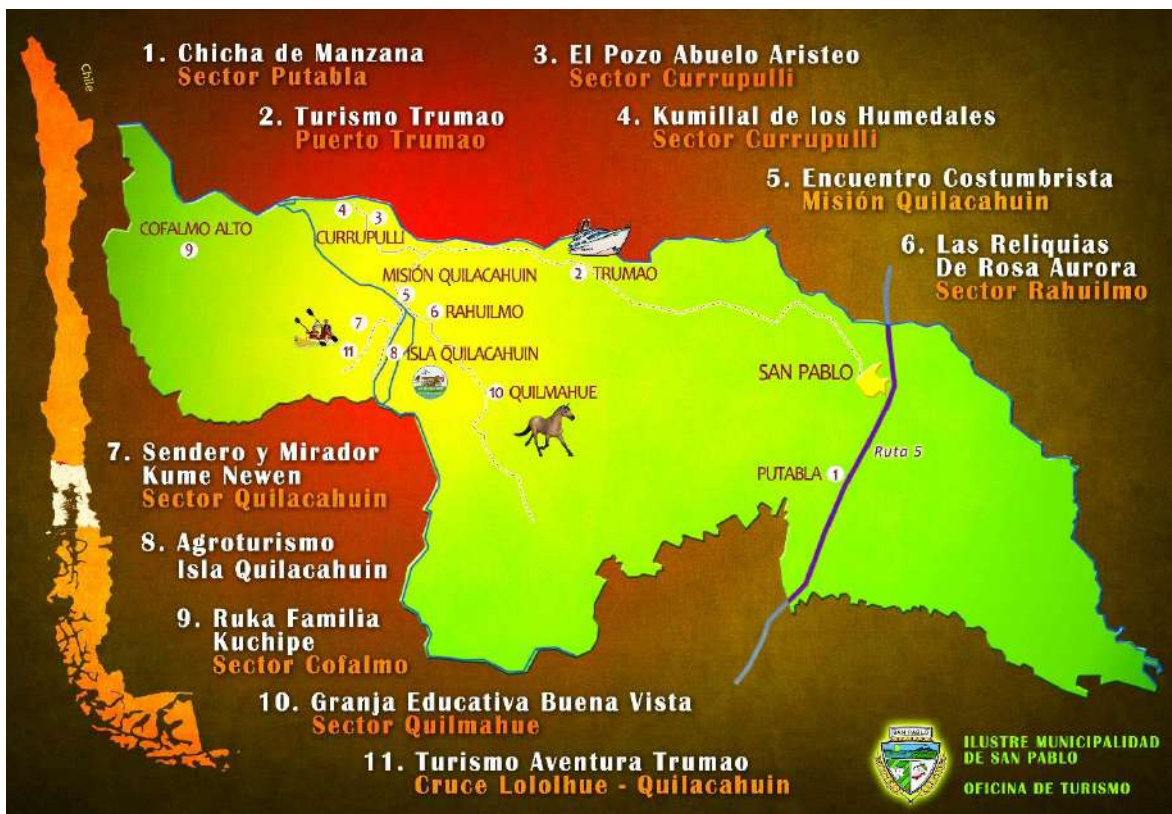 Chile
1. Chicha de Manzana
Sector Putabla
2. Turismo Trumao
Puerto Trumao
3. El Pozo Abuelo Aristeo
Sector Currupulli
4. Kumillal de los Humedales
Sector Currupulli
5. Encuentro Costumbrista
Misión Quilacahuin
6. Las Reliquias
De Rosa Aurora
Sector Rahuilmo
COFALMO ALTO
9
4
3
CURRUPULLI
MISIÓN QUILACAHUIN
5
2 TRUMAO
6 RAHUILMO
7
11
8 ISLA QUILACAHUIN
10 QUILMAHUE
SAN PABLO
Ruta 5
PUTABLA 1
7. Sendero y Mirador
Kume Newen
Sector Quilacahuin
8. Agroturismo
Isla Quilacahuin
9. Ruka Familia
Kuchipe
Sector Cofalmo
10. Granja Educativa Buena Vista
Sector Quilmahue
11. Turismo Aventura Trumao
Cruce Lololhue - Quilacahuin
SAN PABLO
ILUSTRE MUNICIPALIDAD
DE SAN PABLO
OFICINA DE TURISMO